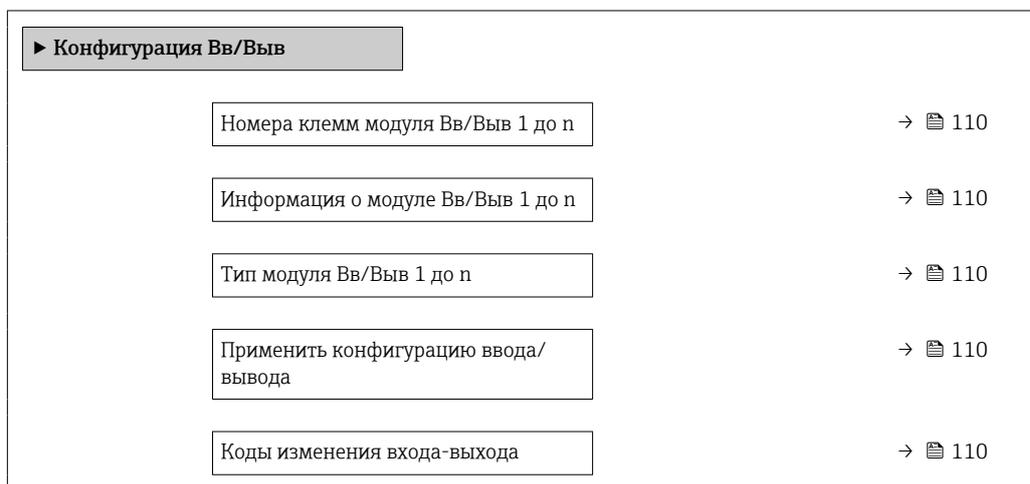 ▶ Конфигурация Вв/Выв
Номера клемм модуля Вв/Выв 1 до n → 110
Информация о модуле Вв/Выв 1 до n → 110
Тип модуля Вв/Выв 1 до n → 110
Применить конфигурацию ввода/ → 110
вывода
Коды изменения входа-выхода → 110